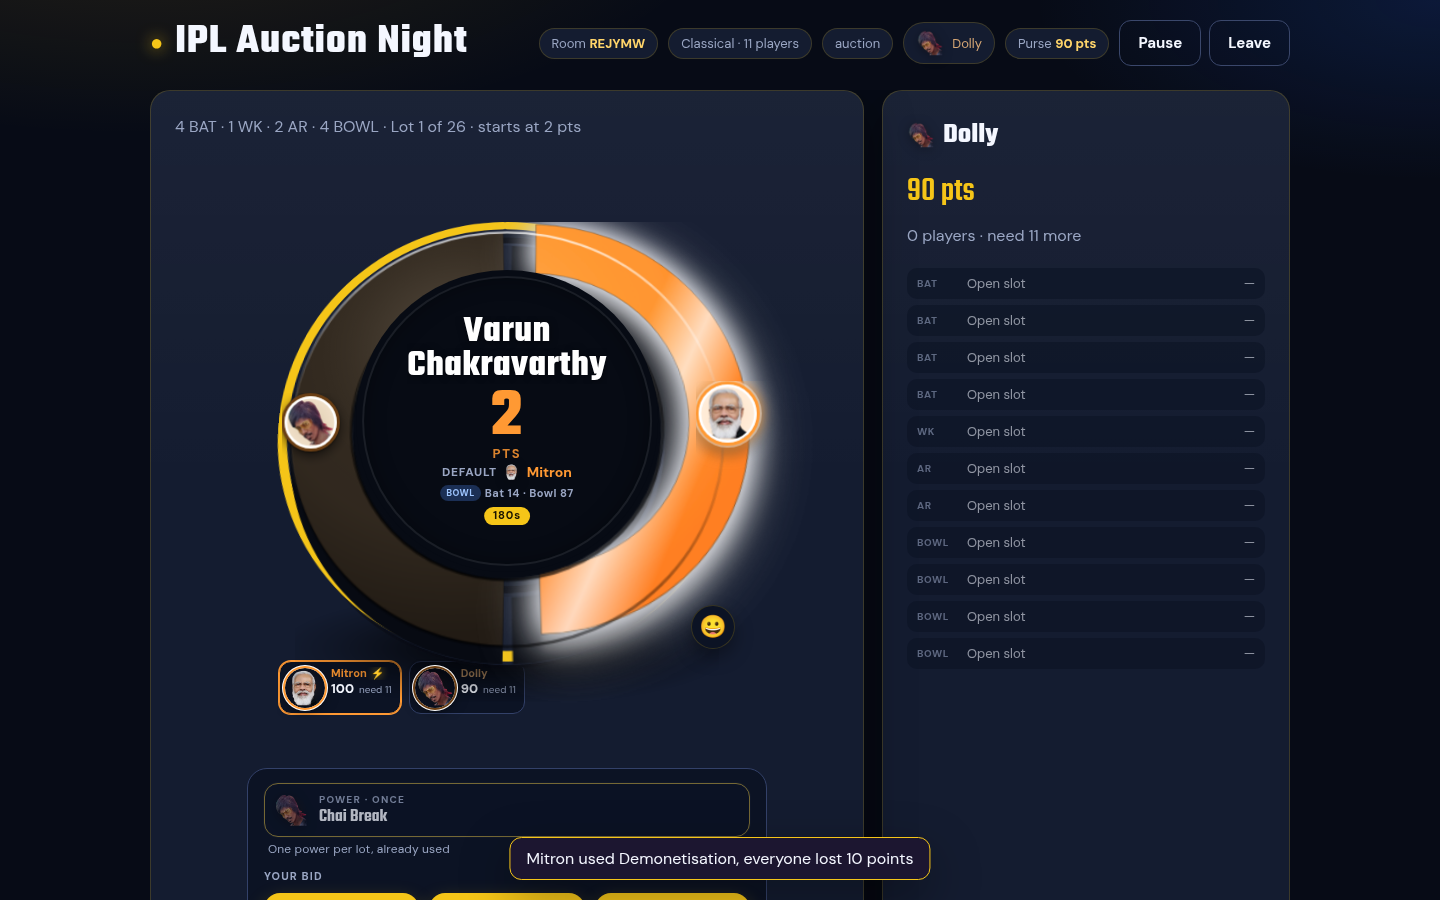 IPL Auction Night
Room REJYMW
Classical · 11 players
auction
Dolly
Purse 90 pts
Pause
Leave
4 BAT · 1 WK · 2 AR · 4 BOWL · Lot 1 of 26 · starts at 2 pts
Varun
Chakravarthy
2
PTS
DEFAULT Mitron
BOWL Bat 14 · Bowl 87
180s
Mitron ⚡
100 need 11
Dolly
90 need 11
POWER · ONCE
Chai Break
One power per lot, already used
YOUR BID
Mitron used Demonetisation, everyone lost 10 points
Dolly
90 pts
0 players · need 11 more
BAT Open slot —
BAT Open slot —
BAT Open slot —
BAT Open slot —
WK Open slot —
AR Open slot —
AR Open slot —
BOWL Open slot —
BOWL Open slot —
BOWL Open slot —
BOWL Open slot —